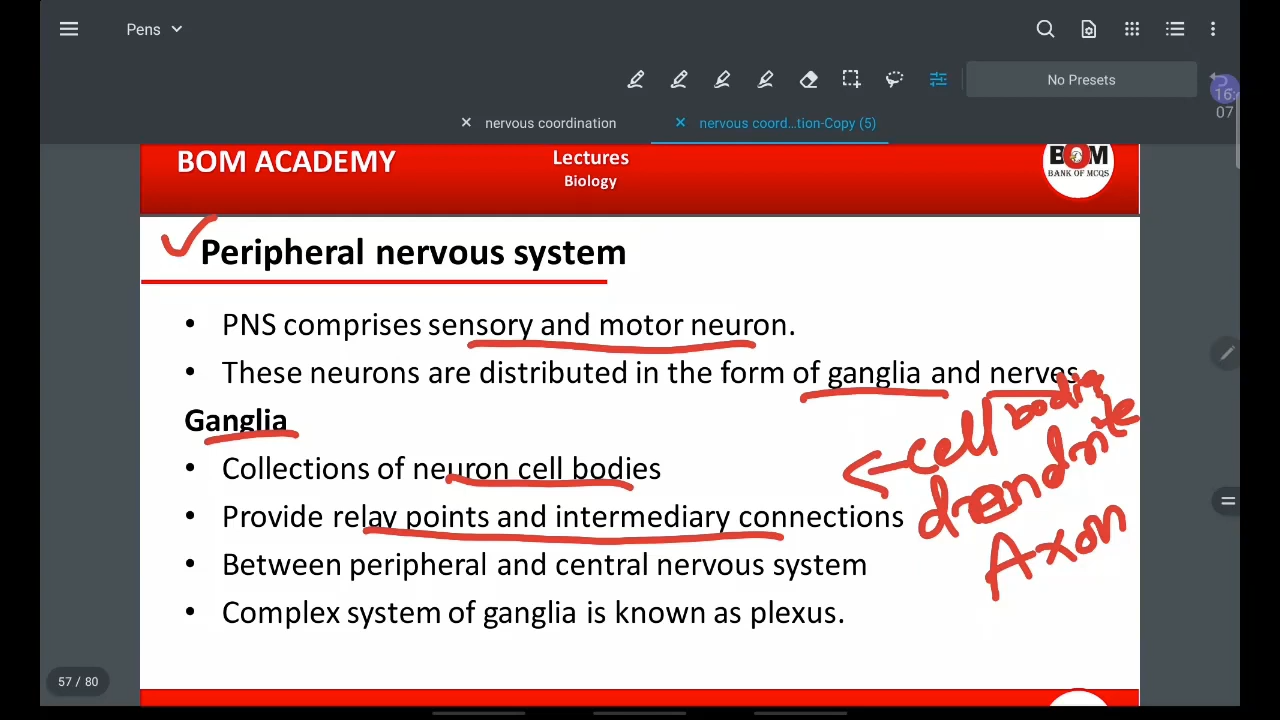 Pens
No Presets
16:
07
nervous coordination
nervous coord...tion-Copy (5)
BOM ACADEMY
Lectures
Biology
BOM
BANK OF MCQS
Peripheral nervous system
• PNS comprises sensory and motor neuron.
• These neurons are distributed in the form of ganglia and nerves
Ganglia
• Collections of neuron cell bodies
• Provide relay points and intermediary connections
• Between peripheral and central nervous system
• Complex system of ganglia is known as plexus.
cell bodies
Axon
57 / 80